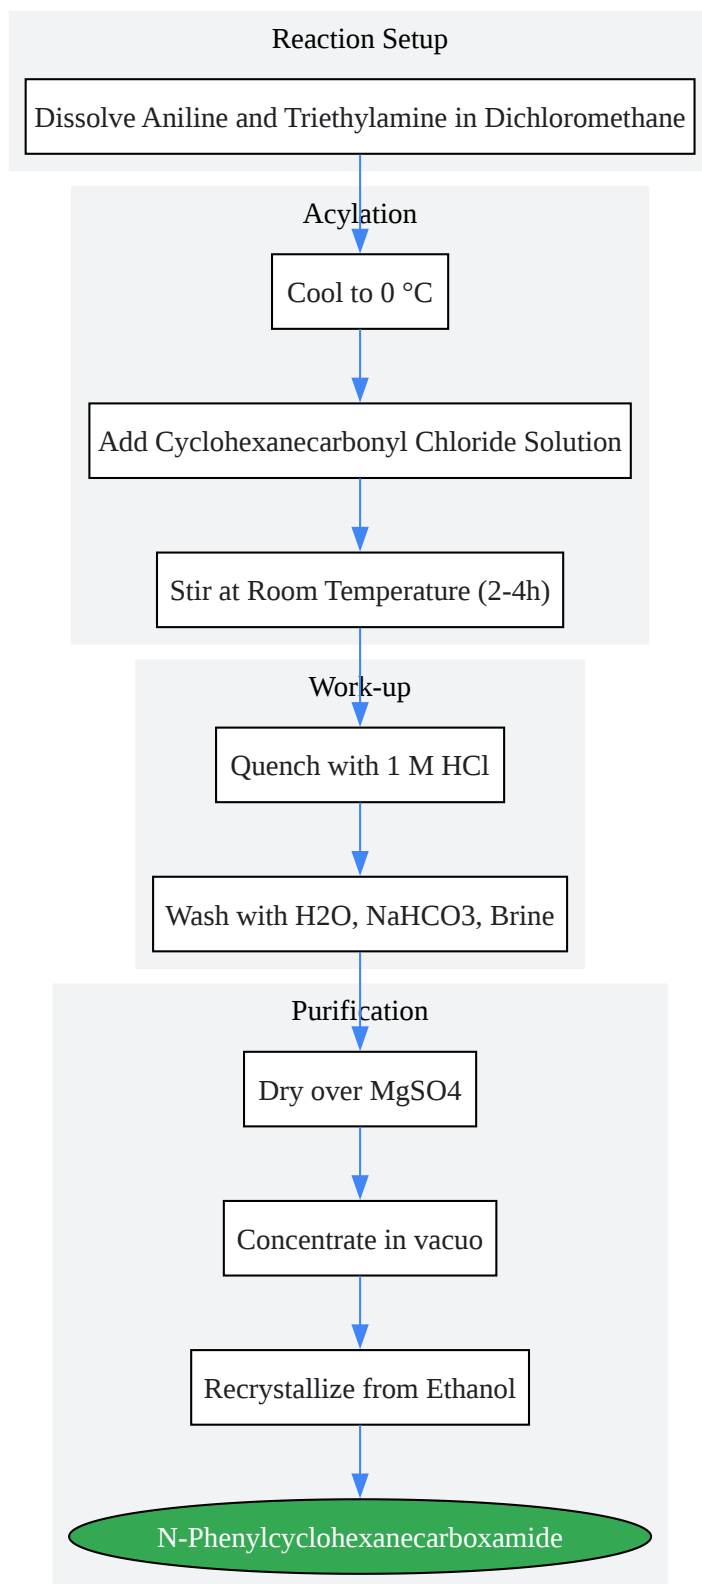 Reaction Setup
Dissolve Aniline and Triethylamine in Dichloromethane
Acylation
Cool to 0 °C
Add Cyclohexanecarbonyl Chloride Solution
Stir at Room Temperature (2-4h)
Work-up
Quench with 1 M HCl
Wash with H2O, NaHCO3, Brine
Purification
Dry over MgSO4
Concentrate in vacuo
Recrystallize from Ethanol
N-Phenylcyclohexanecarboxamide